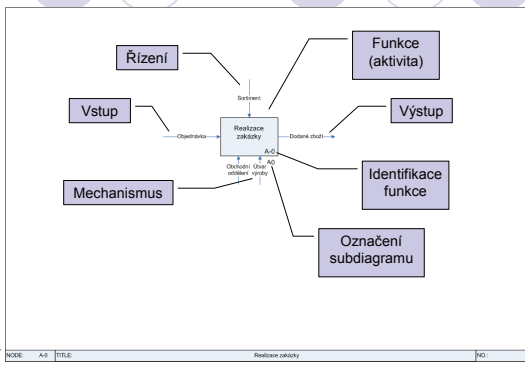 Řízení
Funkce
(aktivita)
Sortiment
Vstup
Výstup
Objednávka
Realizace
zakázky
Dodané zboží
A-0
A0
Obchodní
oddělení
Útvar
výroby
Mechanismus
Identifikace
funkce
Označení
subdiagramu
NODE: A-0 TITLE: Realizace zakázky NO.: